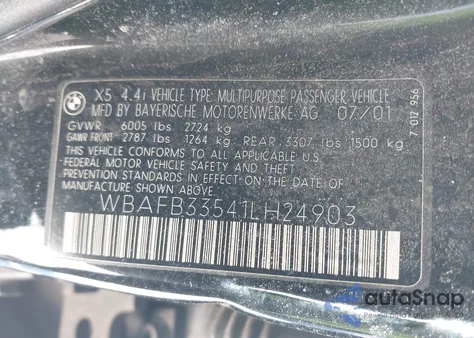 BMW
X5 4.4i VEHICLE TYPE: MULTIPURPOSE PASSENGER VEHICLE
MFD BY BAYERISCHE MOTORENWERKE AG 07/01
GVWR 6005 lbs 2724 kg
GAWR FRONT 2787 lbs 1264 kg REAR 3307 lbs 1500 kg
THIS VEHICLE CONFORMS TO ALL APPLICABLE U.S.
FEDERAL MOTOR VEHICLE SAFETY AND THEFT
PREVENTION STANDARDS IN EFFECT ON THE DATE OF
MANUFACTURE SHOWN ABOVE.
WBAFB33541LH24903
7 012 956
autoSnap